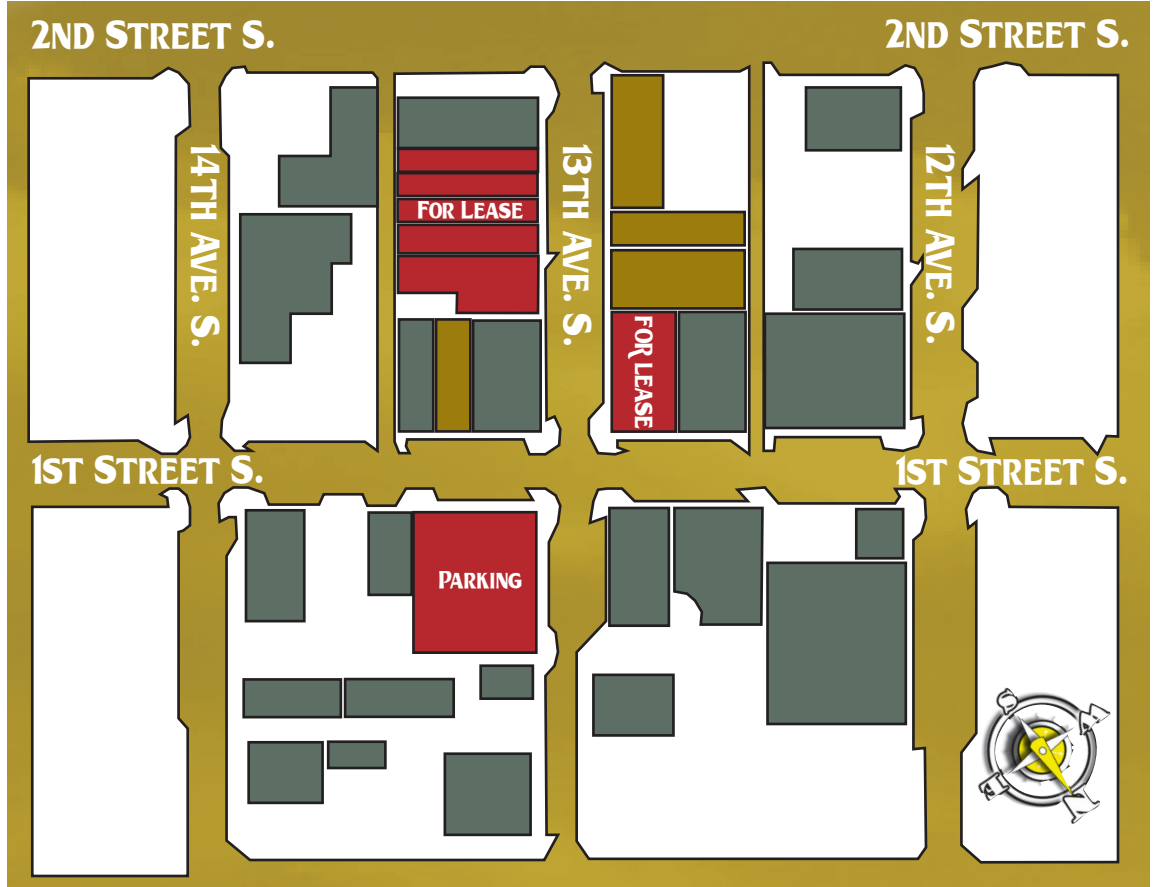 2ND STREET S.
2ND STREET S.
14TH AVE. S.
FOR LEASE
13TH AVE. S.
12TH AVE. S.
FOR LEASE
1ST STREET S.
1ST STREET S.
PARKING
S
W
E
N